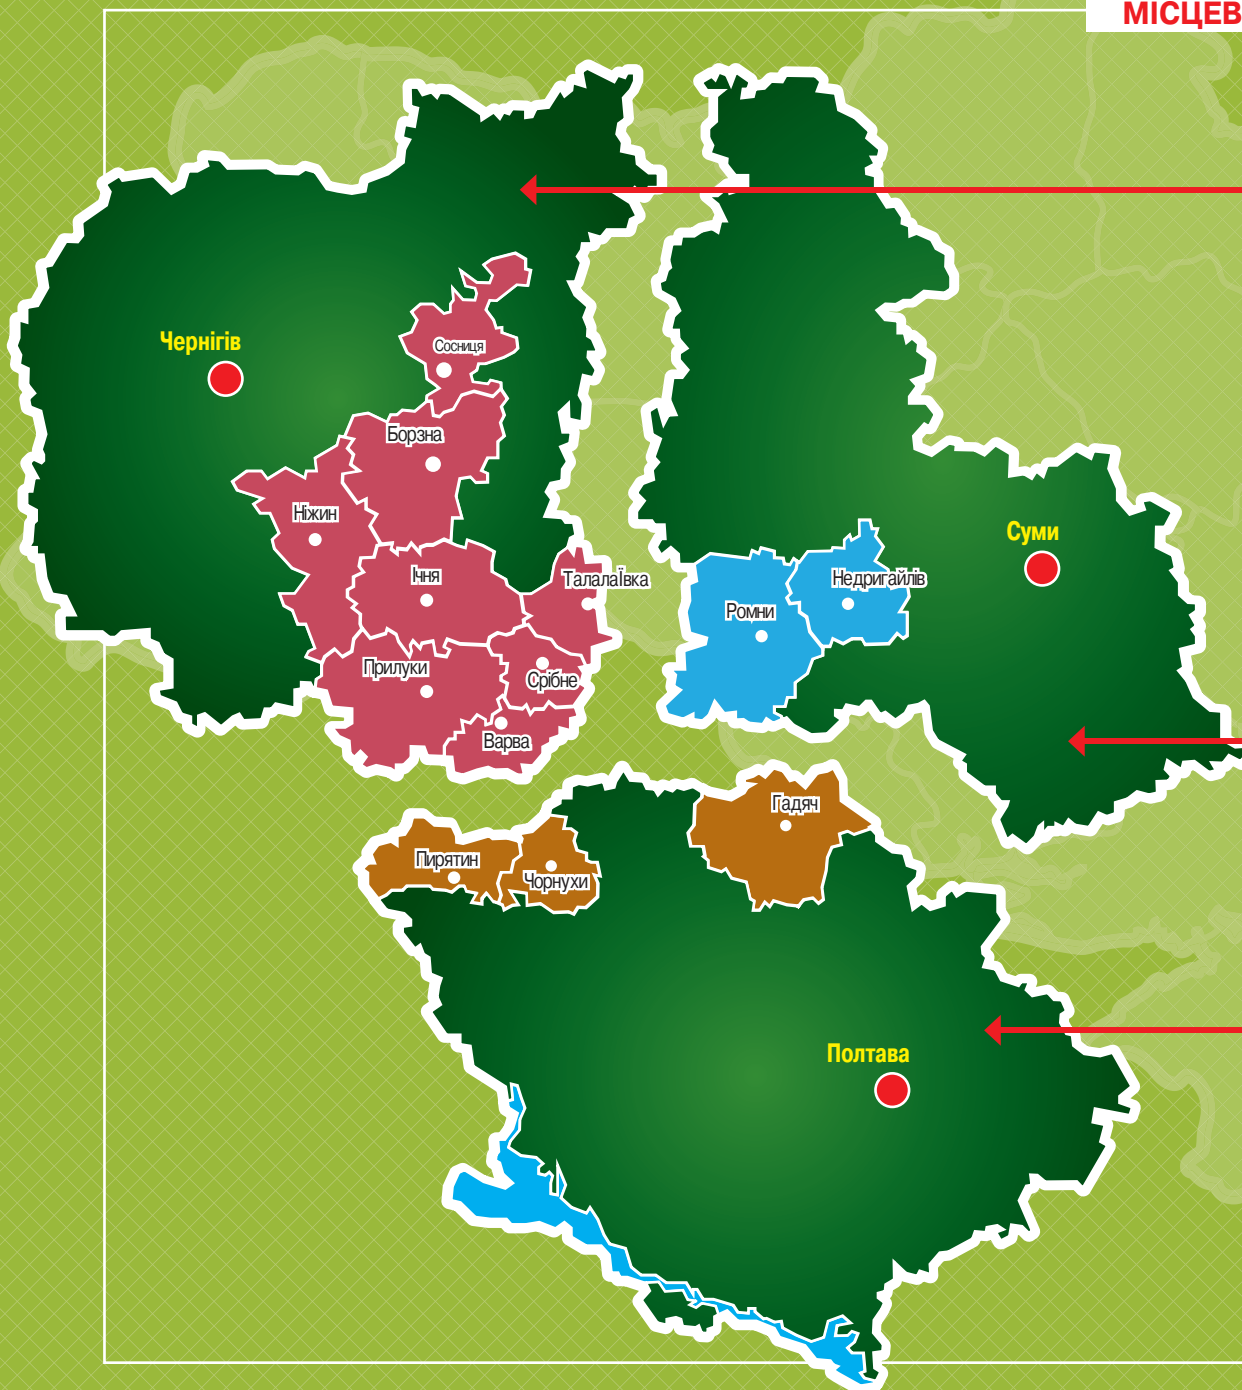 МІСЦЕВ
Чернігів
Сосниця
Борзна
Ніжин
Ічня
ТалалаЇвка
Прилуки
Срібне
Варва
Суми
Недригайлів
Ромни
Гадяч
Пирятин
Чорнухи
Полтава